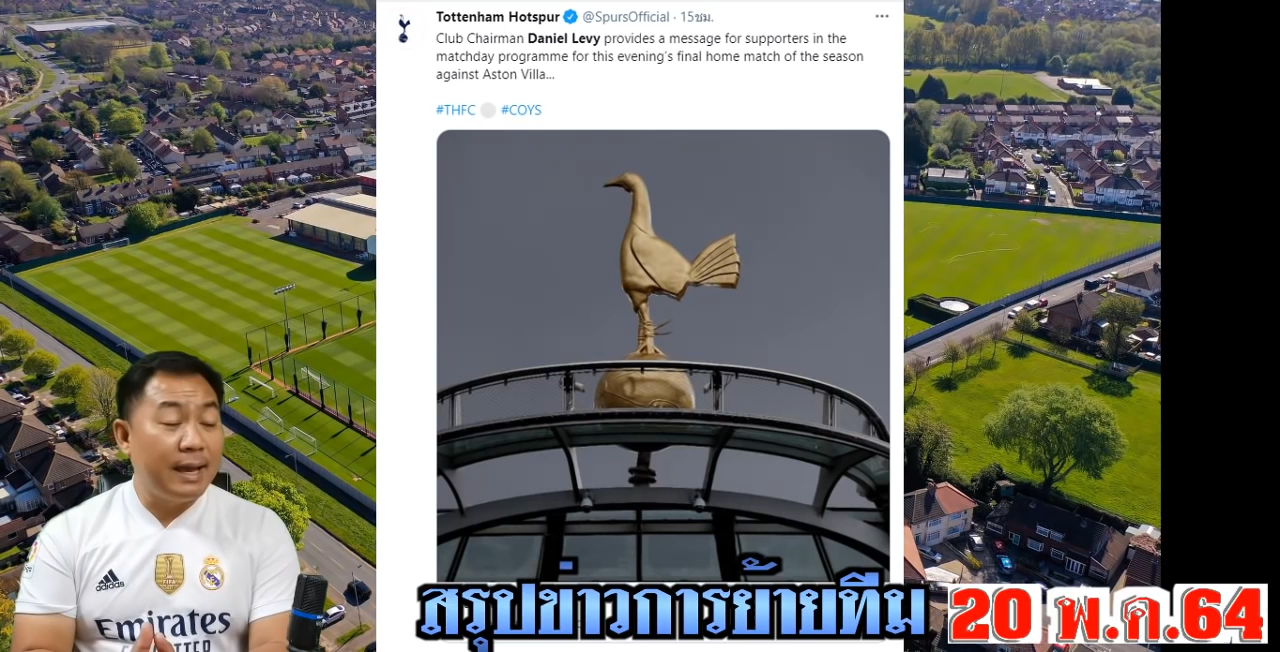 Tottenham Hotspur @SpursOfficial · 15ชม.
Club Chairman Daniel Levy provides a message for supporters in the
matchday programme for this evening's final home match of the season
against Aston Villa...
#THFC #COYS
adidas
Emirates
FLY BETTER
สรุปข่าวการย้ายทีม 20 พ.ค.64